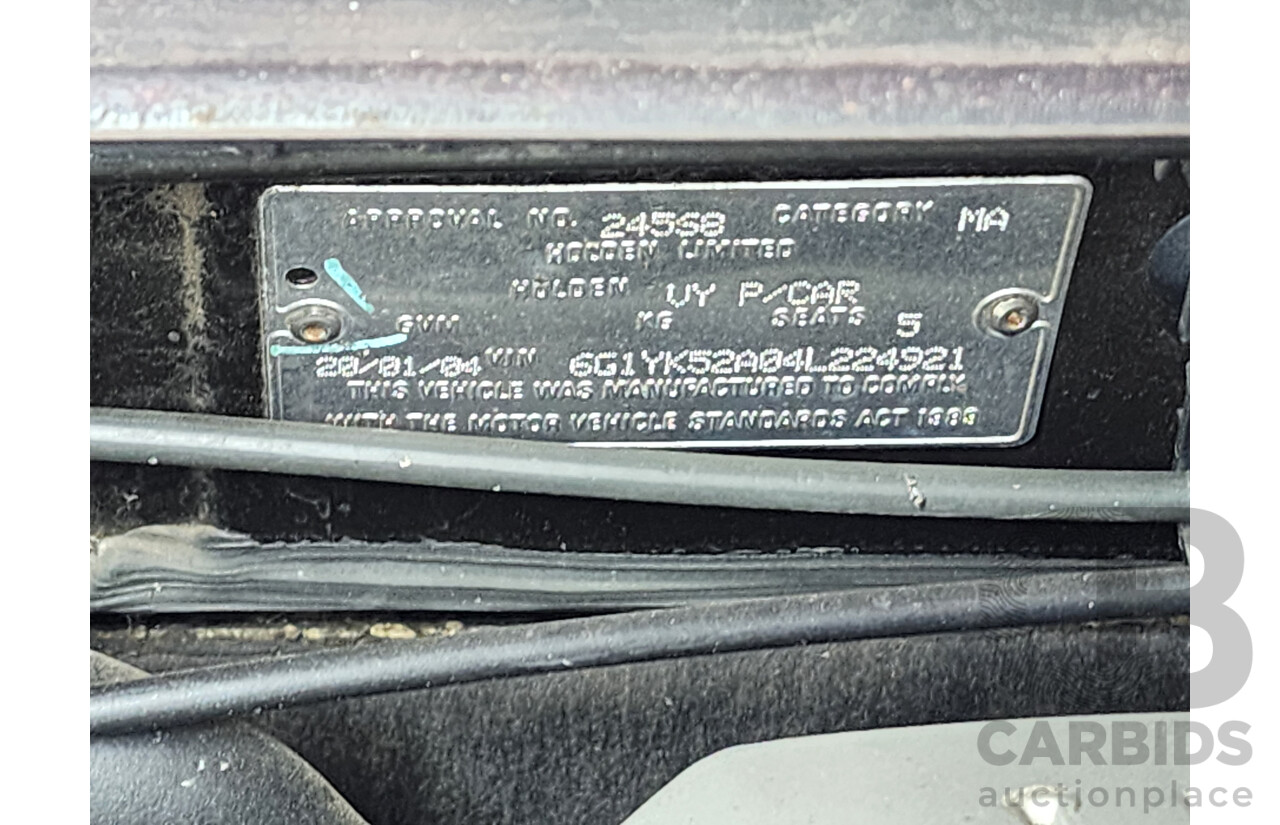 APPROVAL NO. 24558 CATEGORY MA
HOLDEN LIMITED
HOLDEN VY P/CAR
GVM KG SEATS 5
20/01/04 VIN 6G1YK52A04L224921
THIS VEHICLE WAS MANUFACTURED TO COMPLY
WITH THE MOTOR VEHICLE STANDARDS ACT 1989
B
CARBIDS
auctionplace